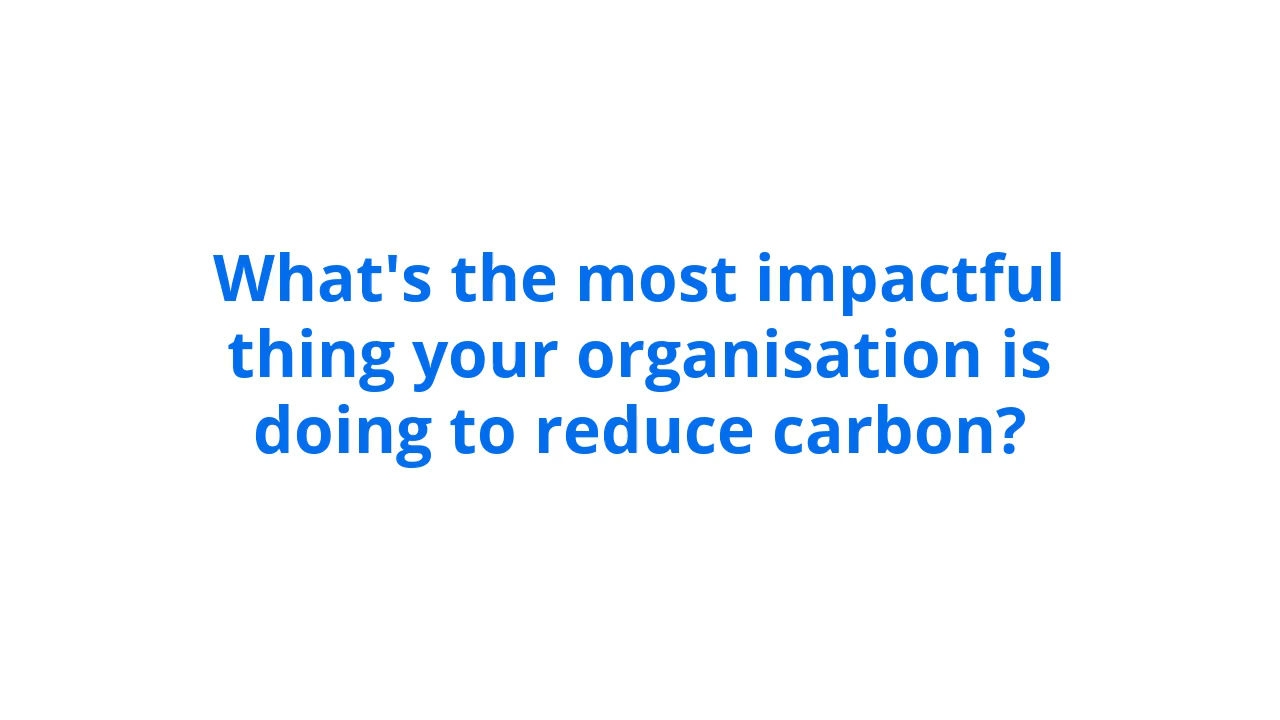 What's the most impactful
thing your organisation is
doing to reduce carbon?